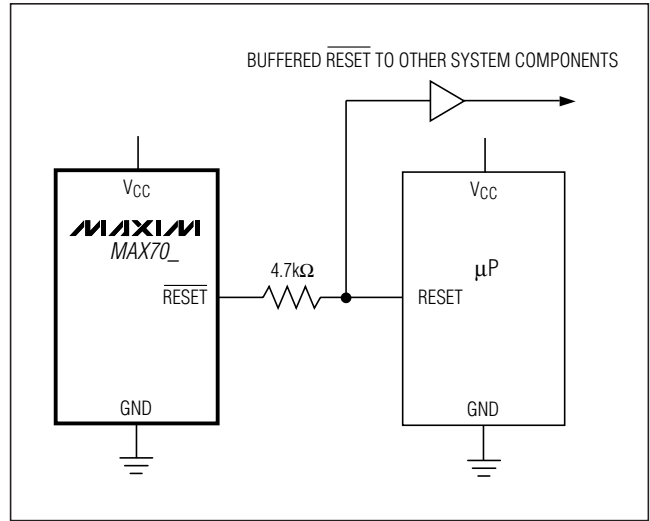 BUFFERED RESET TO OTHER SYSTEM COMPONENTS
VCC
MAXIM
MAX70_
RESET
GND
4.7kΩ
VCC
μP
RESET
GND